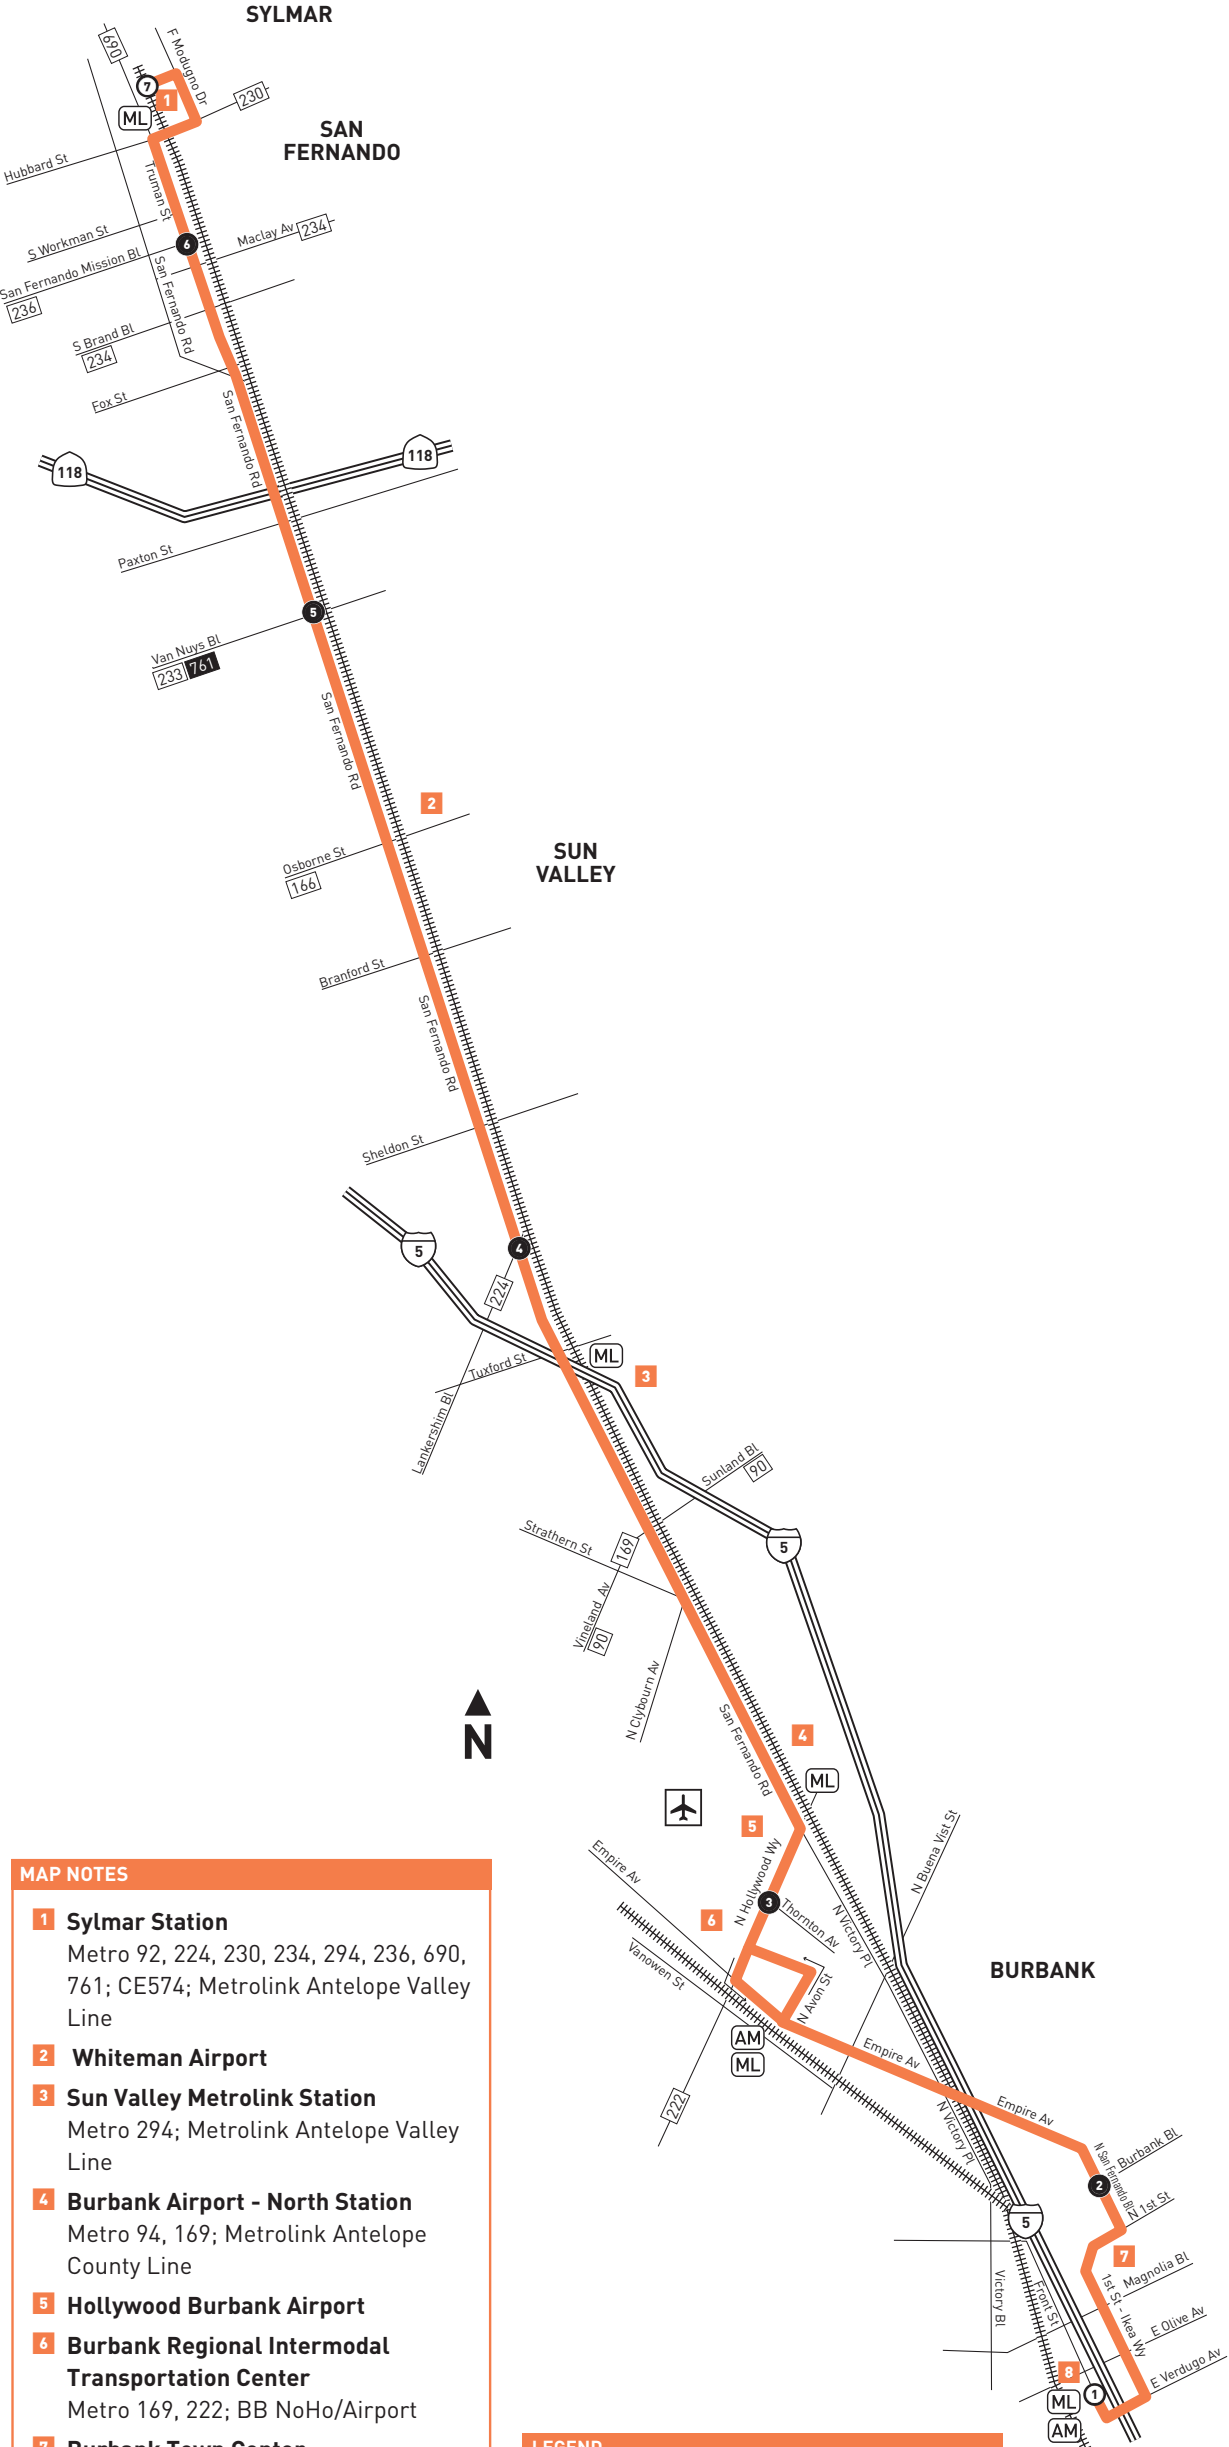 SYLMAR
690
F Modugno Dr
7
1
ML
230
SAN
FERNANDO
Hubbard St
Truman St
S Workman St
6
Maclay Av
234
San Fernando Mission Bl
236
San Fernando Rd
S Brand Bl
234
Fox St
San Fernando Rd
118
118
Paxton St
5
Van Nuys Bl
233
761
San Fernando Rd
2
Osborne St
166
SUN
VALLEY
Branford St
San Fernando Rd
Sheldon St
5
4
224
Tuxford St
ML
3
Lankershim Bl
Sunland Bl
90
Strathern St
169
5
Vineland Av
90
N Clybourn Av
N
San Fernando Rd
4
ML
5
N Hollywood Wy
N Buena Vist St
Empire Av
3
Thornton Av
6
N Victory Pl
Vanowen St
N Avon St
BURBANK
AM
ML
Empire Av
222
Empire Av
N Victory Pl
N San Fernando Bl
Burbank Bl
2
N 1st St
5
7
Magnolia Bl
Victory Bl
Front St
1st St - Ikea Wy
E Olive Av
E Verdugo Av
8
1
ML
AM
MAP NOTES
1 Sylmar Station
Metro 92, 224, 230, 234, 294, 236, 690,
761; CE574; Metrolink Antelope Valley
Line
2 Whiteman Airport
3 Sun Valley Metrolink Station
Metro 294; Metrolink Antelope Valley
Line
4 Burbank Airport - North Station
Metro 94, 169; Metrolink Antelope
County Line
5 Hollywood Burbank Airport
6 Burbank Regional Intermodal
Transportation Center
Metro 169, 222; BB NoHo/Airport
7 Burbank Town Center
LEGEND